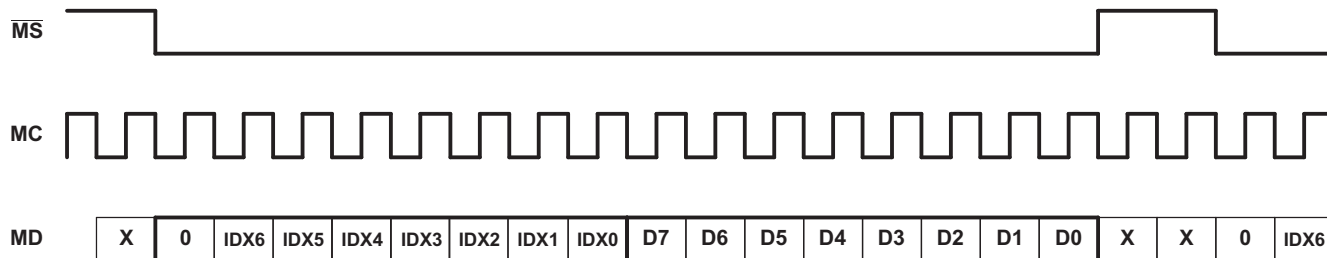 M̅S̅
MC
MD X 0 IDX6 IDX5 IDX4 IDX3 IDX2 IDX1 IDX0 D7 D6 D5 D4 D3 D2 D1 D0 X X 0 IDX6